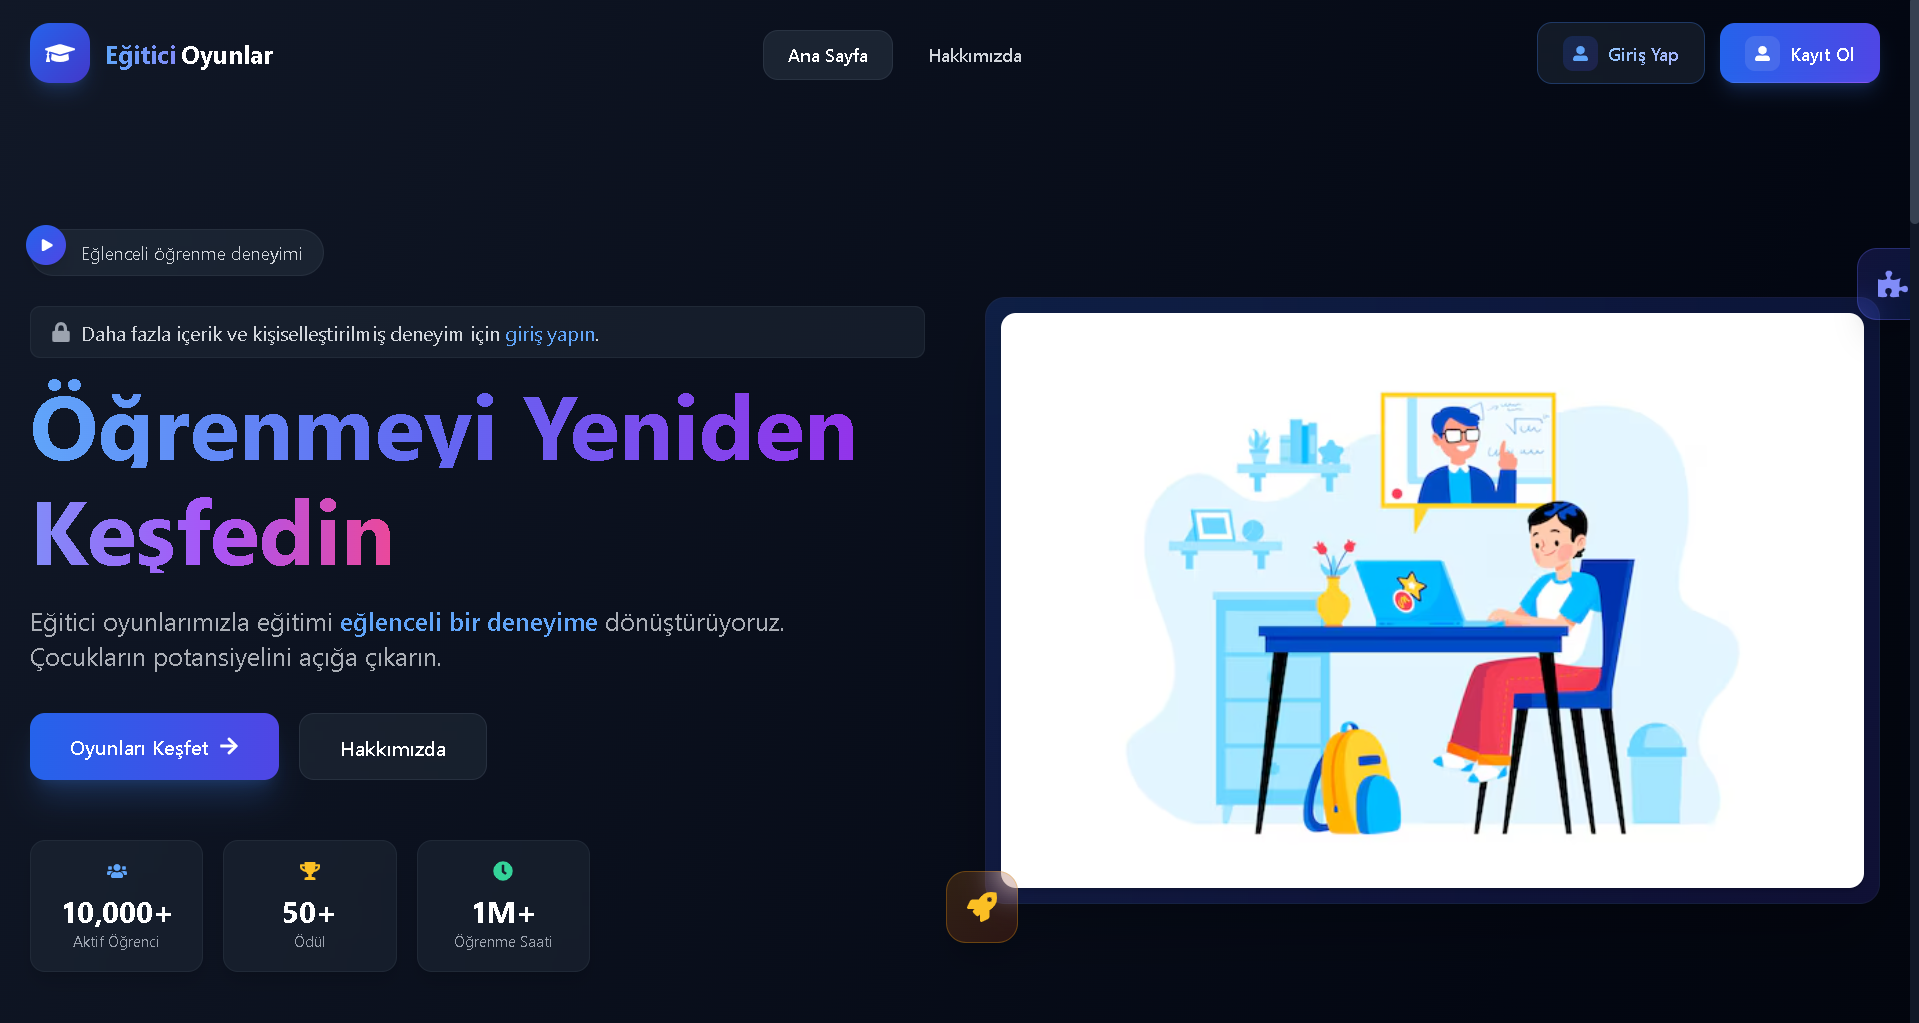 Eğitici Oyunlar
Ana Sayfa
Hakkımızda
Giriş Yap
Kayıt Ol
Eğlenceli öğrenme deneyimi
Daha fazla içerik ve kişiselleştirilmiş deneyim için giriş yapın.
Öğrenmeyi Yeniden
Keşfedin
Eğitici oyunlarımızla eğitimi eğlenceli bir deneyime dönüştürüyoruz.
Çocukların potansiyelini açığa çıkarın.
Oyunları Keşfet
Hakkımızda
10,000+
Aktif Öğrenci
50+
Ödül
1M+
Öğrenme Saati